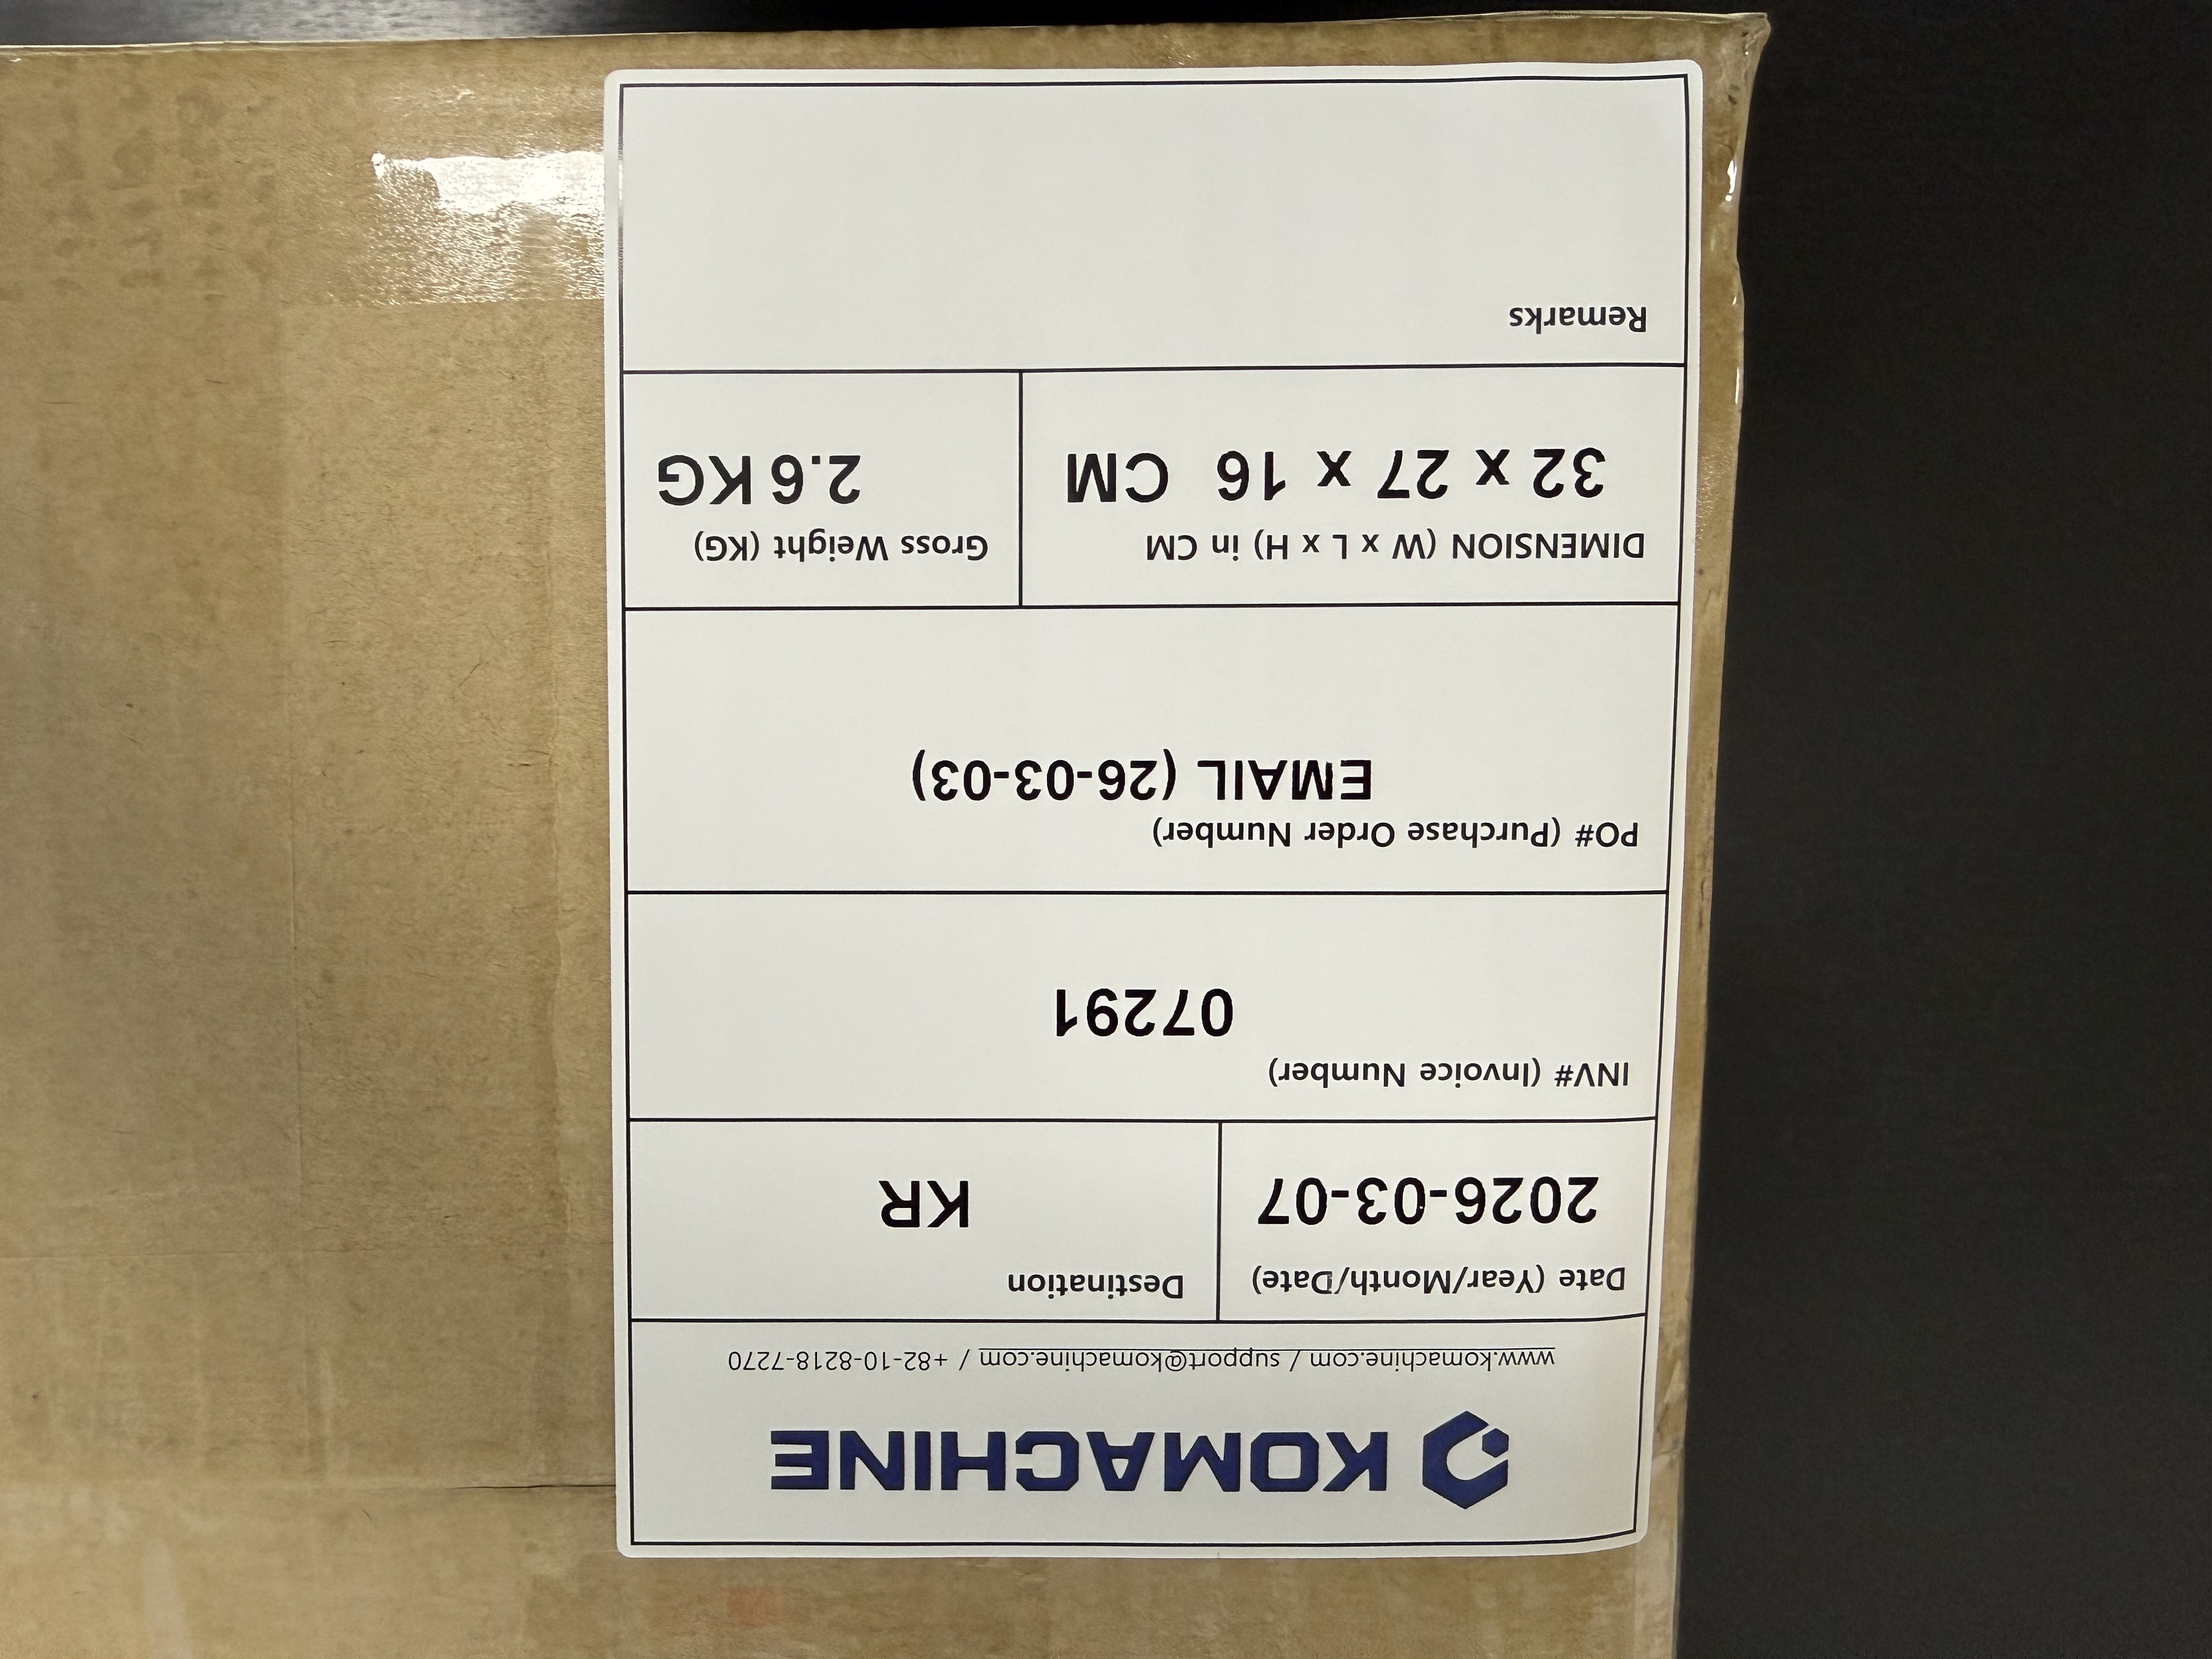 KOMACHINE
www.komachine.com / support@komachine.com / +82-10-8218-7270
Date (Year/Month/Date)
2026-03-07
Destination
KR
INV# (Invoice Number)
07291
PO# (Purchase Order Number)
EMAIL (26-03-03)
DIMENSION (W x L x H) in CM
32 x 27 x 16 CM
Gross Weight (KG)
2.6 KG
Remarks